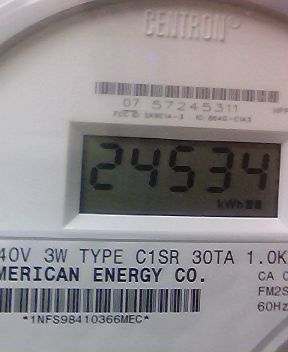 CENTRON®
07 57245311
24534
kWh
40V 3W TYPE C1SR 30TA 1.0K
MERICAN ENERGY CO.
CA
FM2S
60Hz
*1NFS98410366MEC*